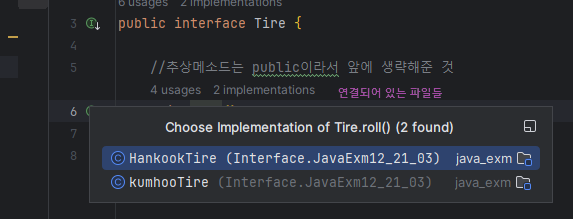 6 usages 2 implementations
3 public interface Tire {
4
5 //추상메소드는 public이라서 앞에 생략해준 것
4 usages 2 implementations 연결되어 있는 파일들
6
7 Choose Implementation of Tire.roll() (2 found)
8 HankookTire (Interface.JavaExm12_21_03) java_exm
kumhooTire (Interface.JavaExm12_21_03) java_exm